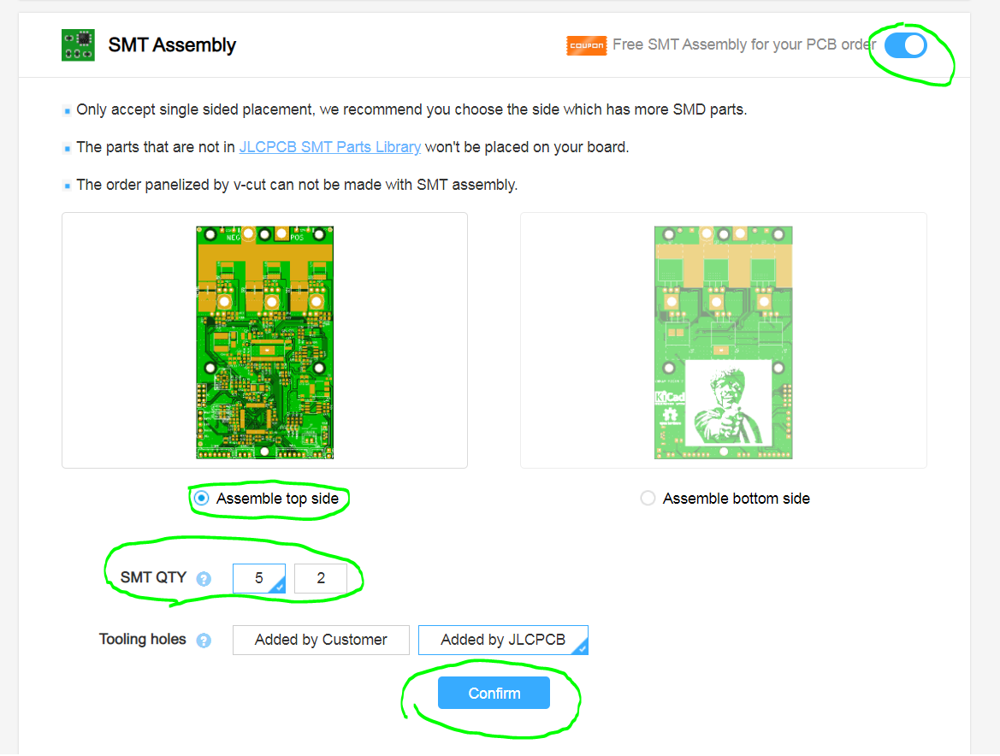 SMT Assembly
COUPON Free SMT Assembly for your PCB order
Only accept single sided placement, we recommend you choose the side which has more SMD parts.
The parts that are not in JLCPCB SMT Parts Library won't be placed on your board.
The order panelized by v-cut can not be made with SMT assembly.
NEG POS
KiCad
Assemble top side
Assemble bottom side
SMT QTY ? 5 2
Tooling holes ? Added by Customer Added by JLCPCB
Confirm